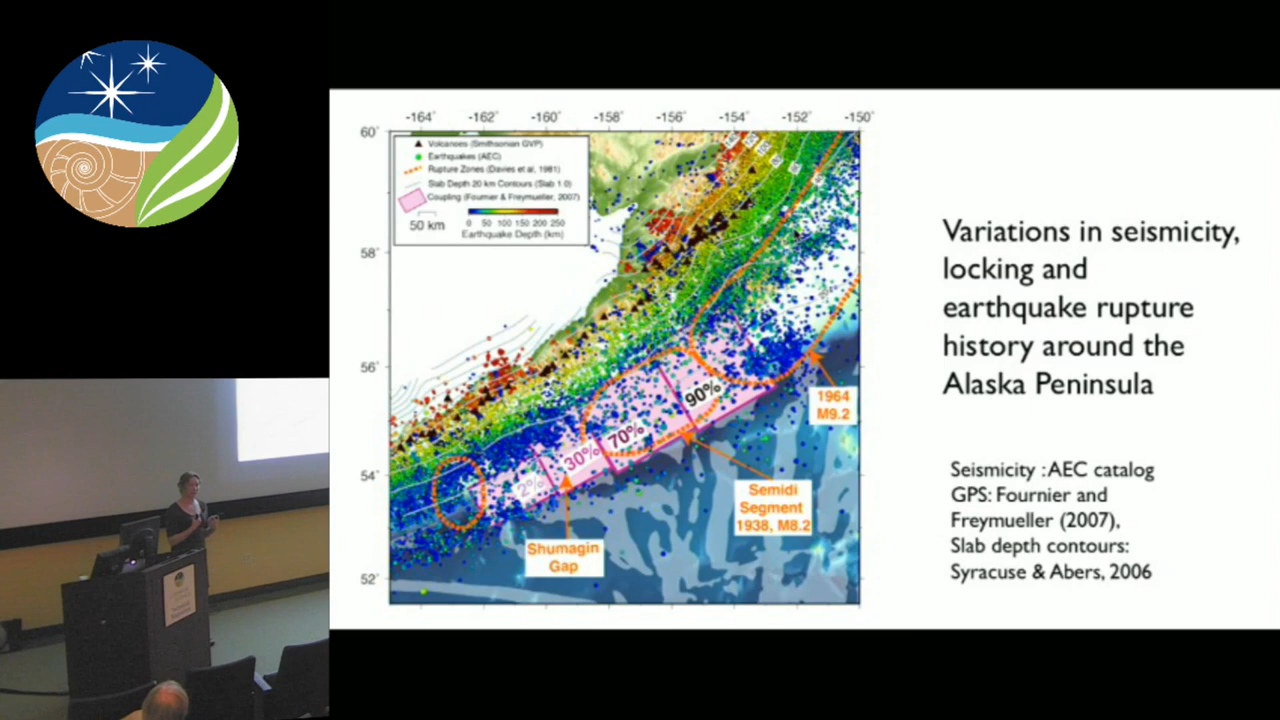 -164° -162° -160° -158° -156° -154° -152° -150°
60°
58°
56°
54°
52°
Volcanoes (Smithsonian GVP)
Earthquakes (AEC)
Rupture Zones (Davies et al, 1981)
Slab Depth 20 km Contours (Slab 1.0)
Coupling (Fournier & Freymueller, 2007)
50 km
0 50 100 150 200 250
Earthquake Depth (km)
90%
70%
30%
2%
1964
M9.2
Semidi
Segment
1938, M8.2
Shumagin
Gap
Variations in seismicity,
locking and
earthquake rupture
history around the
Alaska Peninsula
Seismicity : AEC catalog
GPS: Fournier and
Freymueller (2007),
Slab depth contours:
Syracuse & Abers, 2006